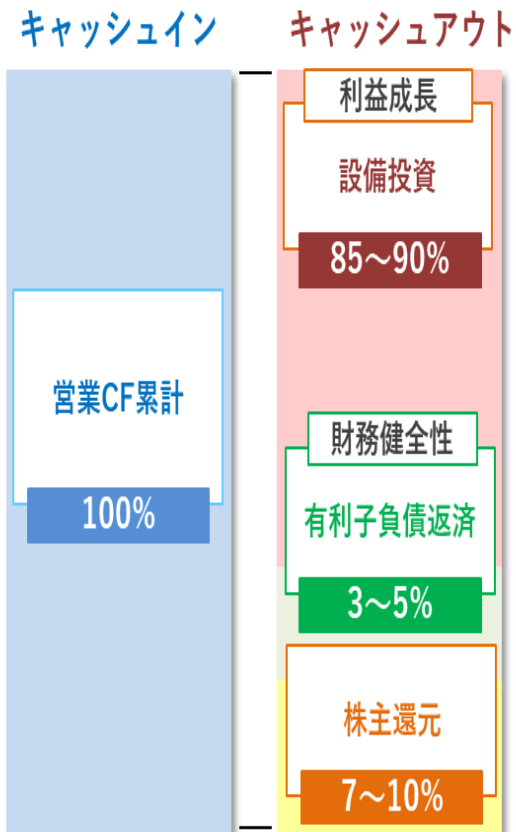 キャッシュイン
キャッシュアウト
営業CF累計
100%
利益成長
設備投資
85～90%
財務健全性
有利子負債返済
3～5%
株主還元
7～10%